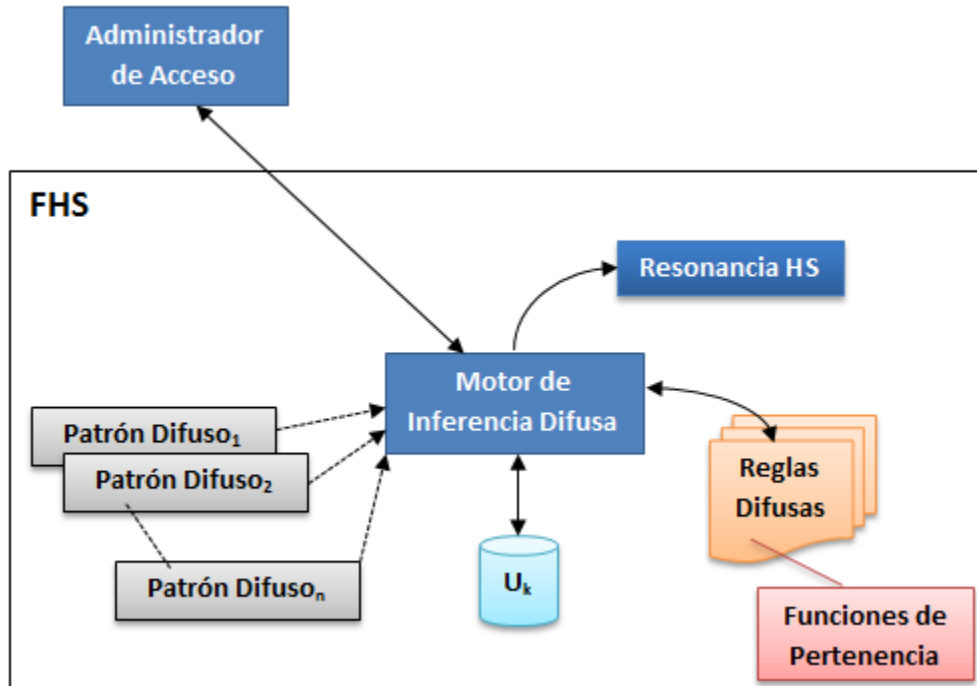 Administrador
de Acceso
FHS
Resonancia HS
Motor de
Inferencia Difusa
Patrón Difuso₁
Patrón Difuso₂
Patrón Difusoₙ
Uₖ
Reglas
Difusas
Funciones de
Pertenencia